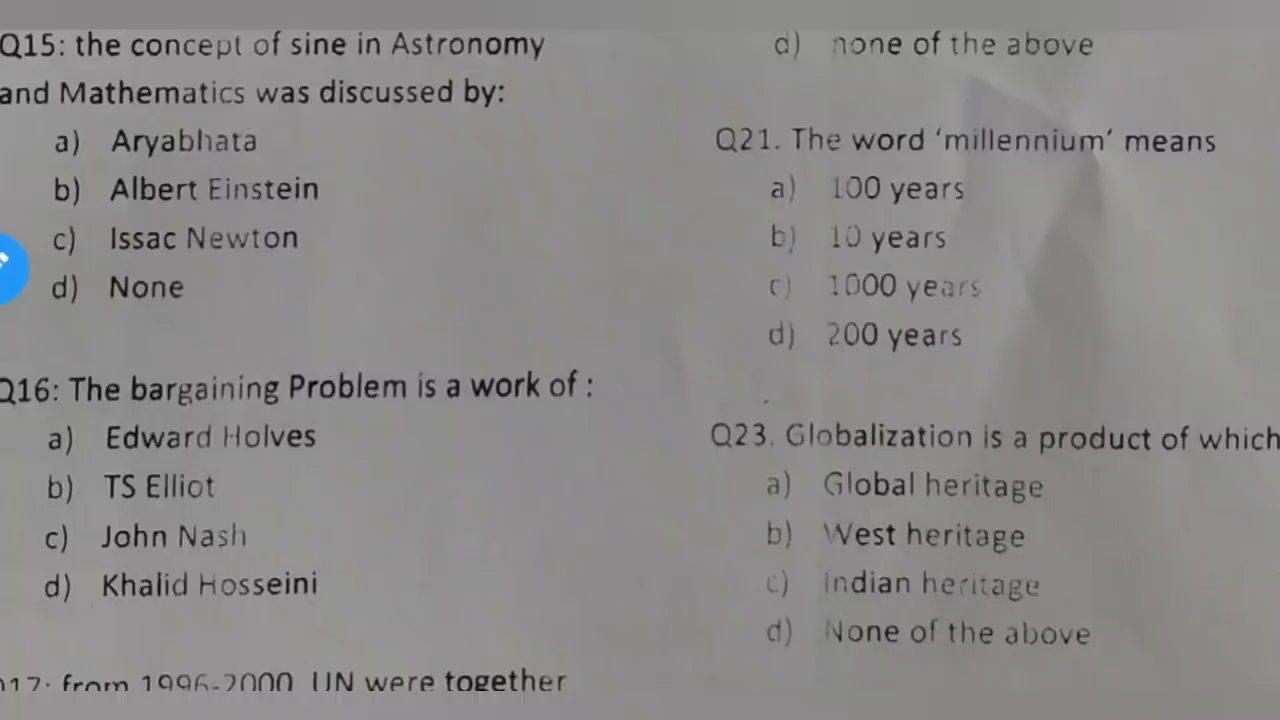 Q15: the concept of sine in Astronomy
and Mathematics was discussed by:
a) Aryabhata
b) Albert Einstein
c) Issac Newton
d) None
Q16: The bargaining Problem is a work of :
a) Edward Holves
b) TS Elliot
c) John Nash
d) Khalid Hosseini
Q17: from 1996-2000 UN were together
d) none of the above
Q21. The word ‘millennium’ means
a) 100 years
b) 10 years
c) 1000 years
d) 200 years
Q23. Globalization is a product of which
a) Global heritage
b) West heritage
c) Indian heritage
d) None of the above